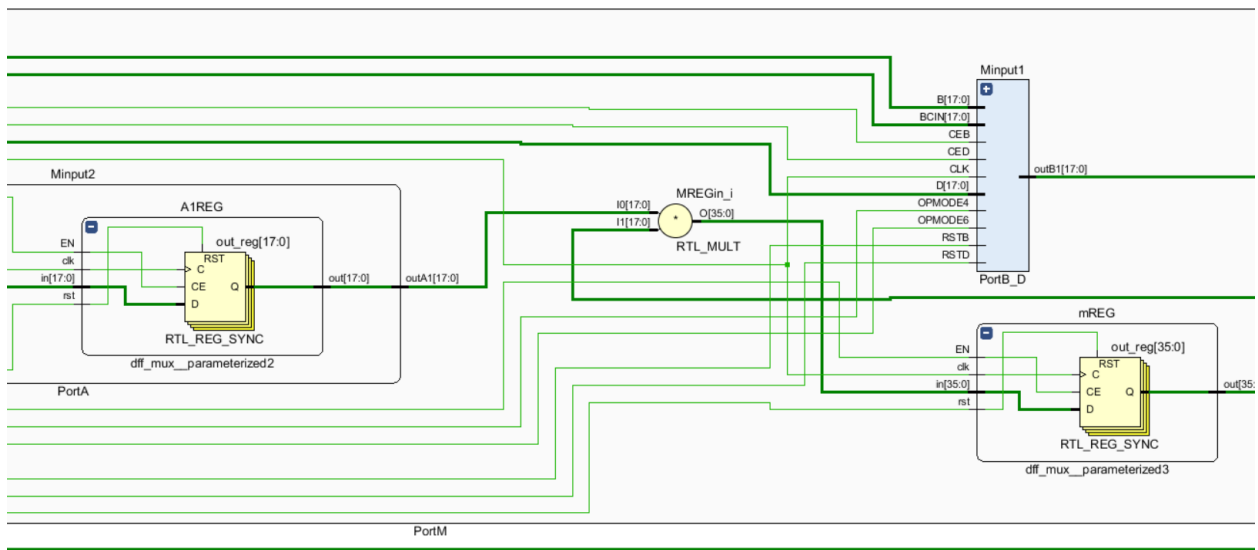 Minput1
B[17:0]
BCIN[17:0]
CEB
CED
CLK
D[17:0]
OPMODE4
OPMODE6
RSTB
RSTD
outB1[17:0]
PortB_D
Minput2
A1REG
EN
clk
in[17:0]
rst
out_reg[17:0]
RST
C
CE
Q
D
RTL_REG_SYNC
out[17:0]
dff_mux__parameterized2
outA1[17:0]
PortA
MREGin_i
I0[17:0]
I1[17:0]
*
O[35:0]
RTL_MULT
mREG
EN
clk
in[35:0]
rst
out_reg[35:0]
RST
C
CE
Q
D
RTL_REG_SYNC
out[35:
dff_mux__parameterized3
PortM